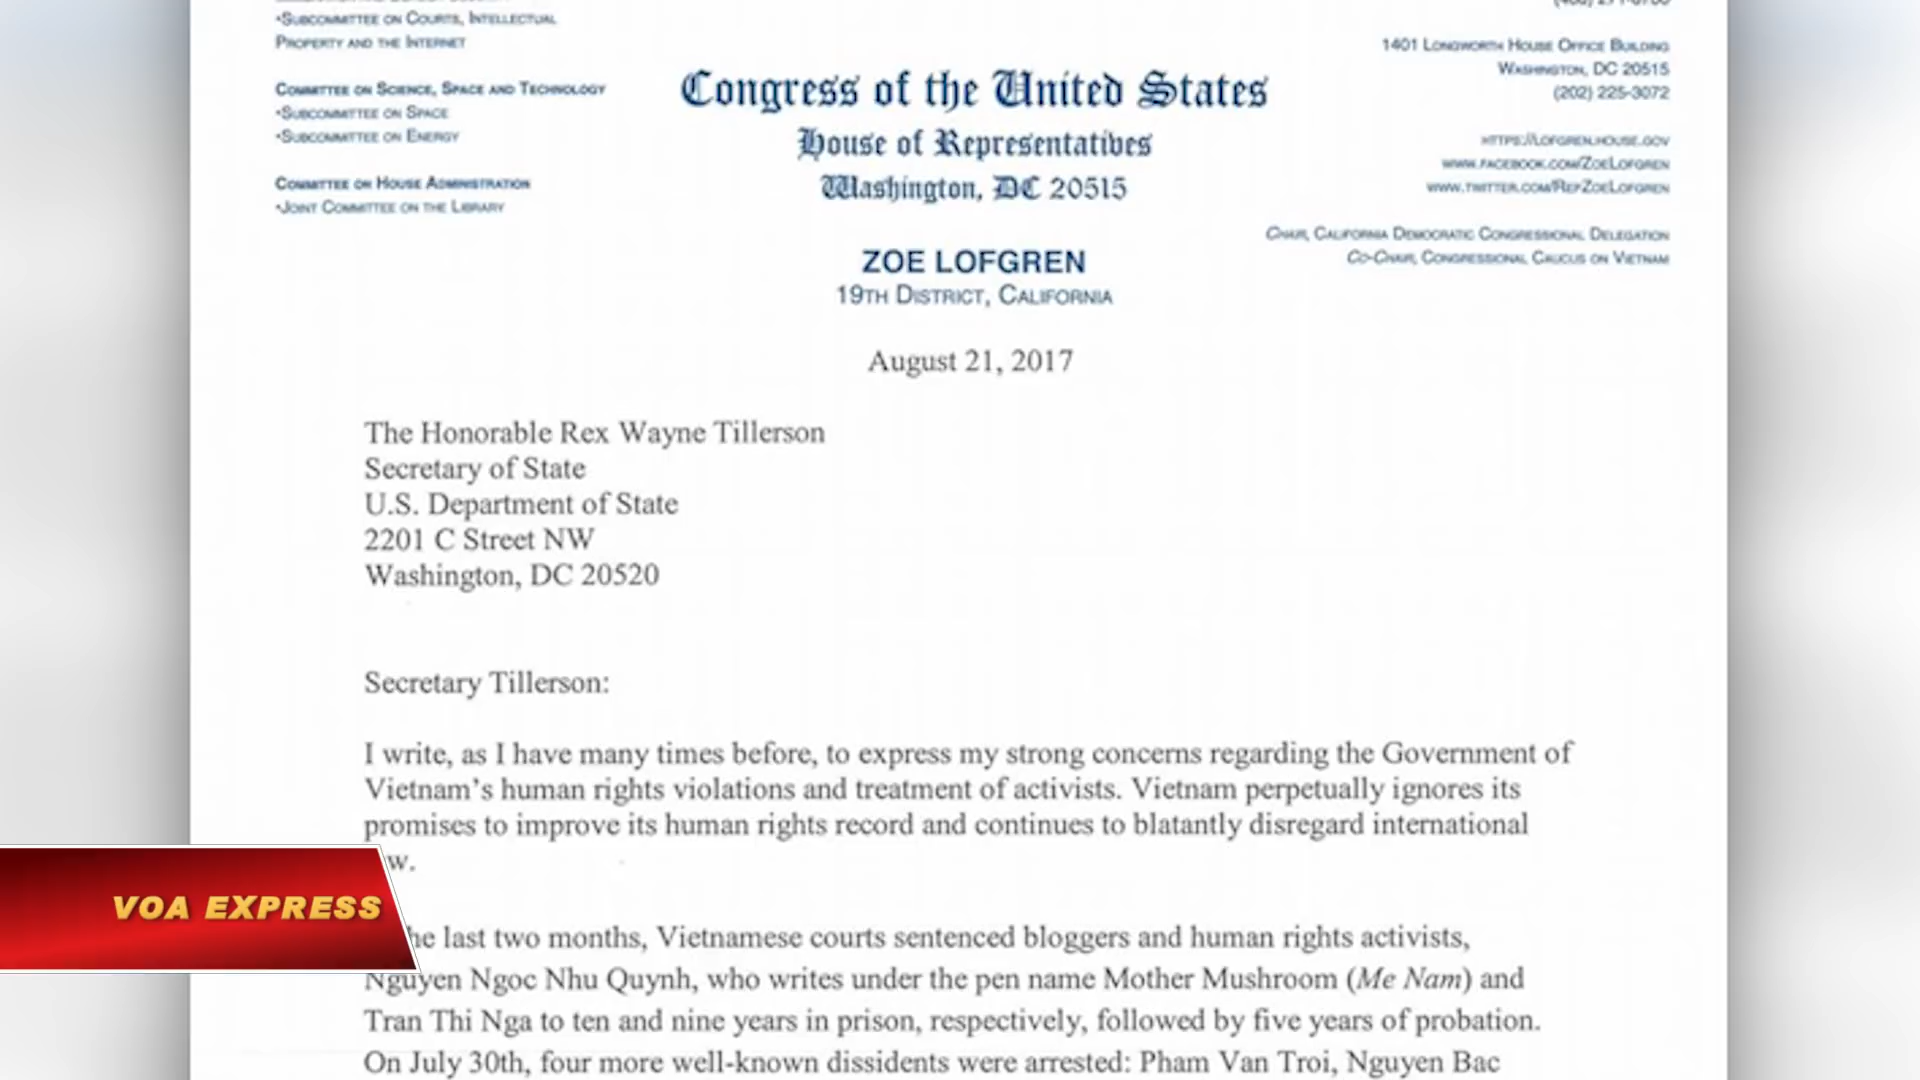 •Subcommittee on Courts, Intellectual
Property and the Internet
Committee on Science, Space and Technology
•Subcommittee on Space
•Subcommittee on Energy
Committee on House Administration
•Joint Committee on the Library
Congress of the United States
House of Representatives
Washington, DC 20515
ZOE LOFGREN
19th District, California
1401 Longworth House Office Building
Washington, DC 20515
(202) 225-3072
https://lofgren.house.gov
www.facebook.com/ZoeLofgren
www.twitter.com/RepZoeLofgren
Chair, California Democratic Congressional Delegation
Co-Chair, Congressional Caucus on Vietnam
August 21, 2017
The Honorable Rex Wayne Tillerson
Secretary of State
U.S. Department of State
2201 C Street NW
Washington, DC 20520
Secretary Tillerson:
I write, as I have many times before, to express my strong concerns regarding the Government of
Vietnam's human rights violations and treatment of activists. Vietnam perpetually ignores its
promises to improve its human rights record and continues to blatantly disregard international
w.
he last two months, Vietnamese courts sentenced bloggers and human rights activists,
Nguyen Ngoc Nhu Quynh, who writes under the pen name Mother Mushroom (Me Nam) and
Tran Thi Nga to ten and nine years in prison, respectively, followed by five years of probation.
On July 30th, four more well-known dissidents were arrested: Pham Van Troi, Nguyen Bac
VOA EXPRESS